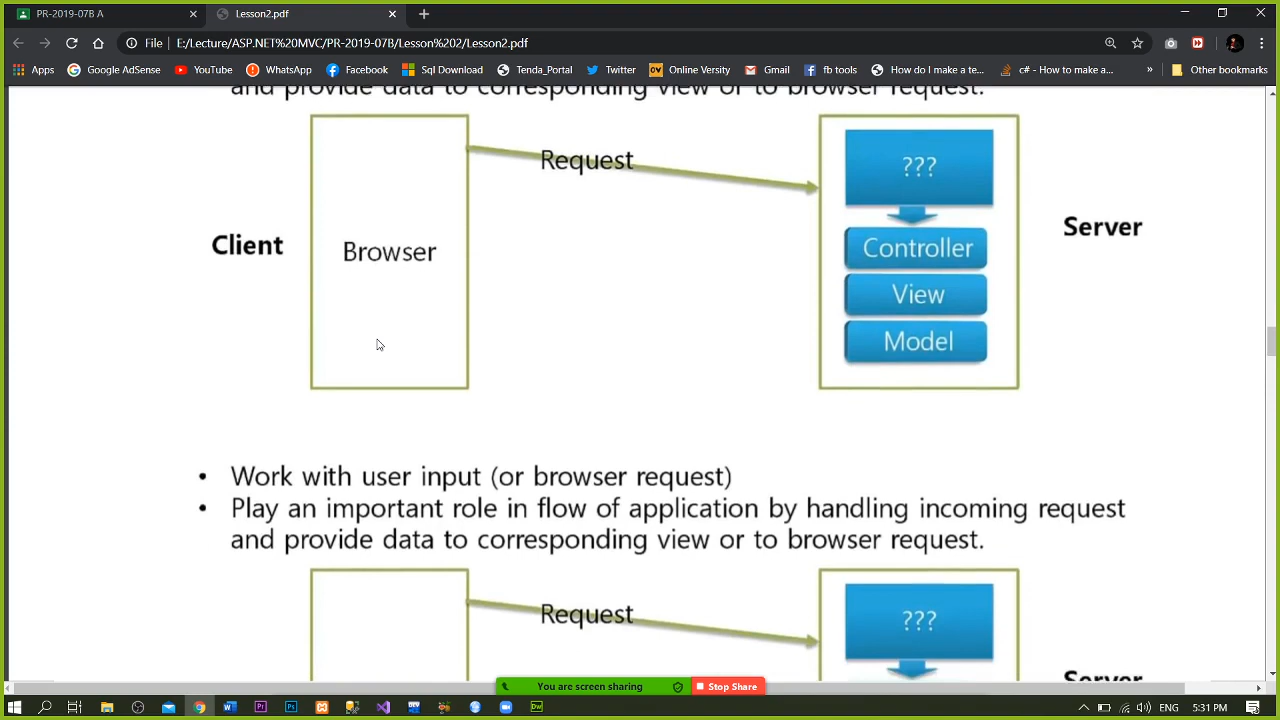 PR-2019-07B A
Lesson2.pdf
File
E:/Lecture/ASP.NET%20MVC/PR-2019-07B/Lesson%202/Lesson2.pdf
Apps
Google AdSense
YouTube
WhatsApp
Facebook
Sql Download
Tenda_Portal
Twitter
OV
Online Versity
Gmail
fb tools
How do I make a te...
c# - How to make a...
»
Other bookmarks
and provide data to corresponding view or to browser request.
Request
???
Client
Browser
Controller
Server
View
Model
• Work with user input (or browser request)
• Play an important role in flow of application by handling incoming request
and provide data to corresponding view or to browser request.
Request
???
Server
You are screen sharing
Stop Share
ENG
5:31 PM